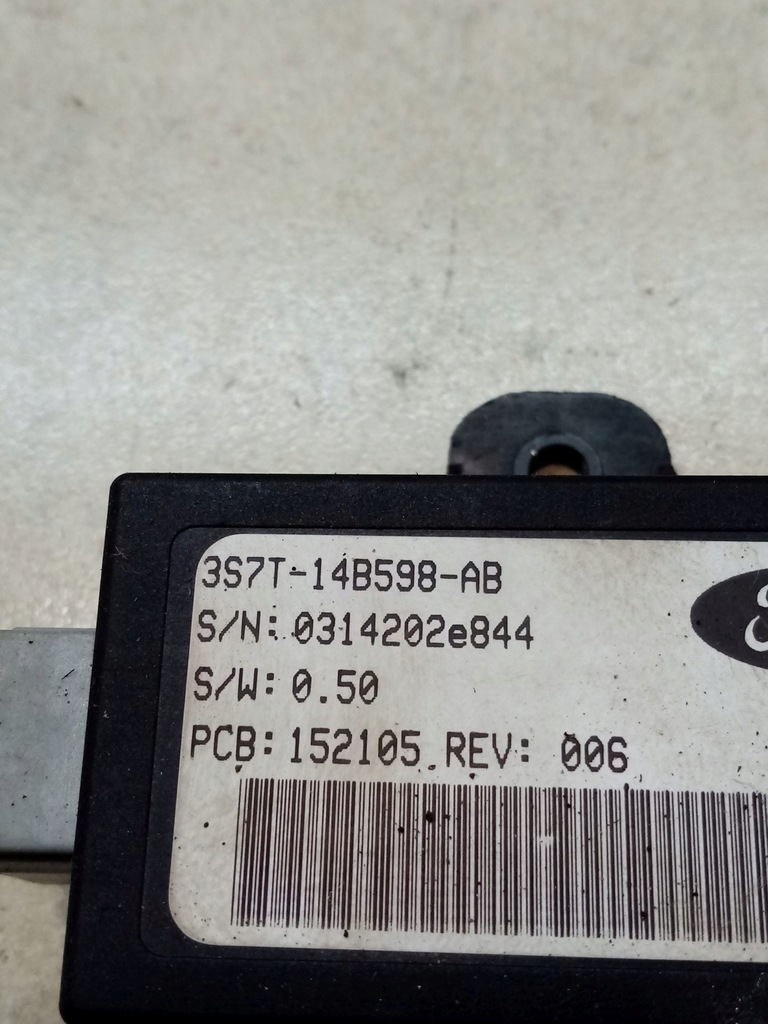 3S7T-14B598-AB
S/N: 0314202e844
S/W: 0.50
PCB: 152105 REV: 006